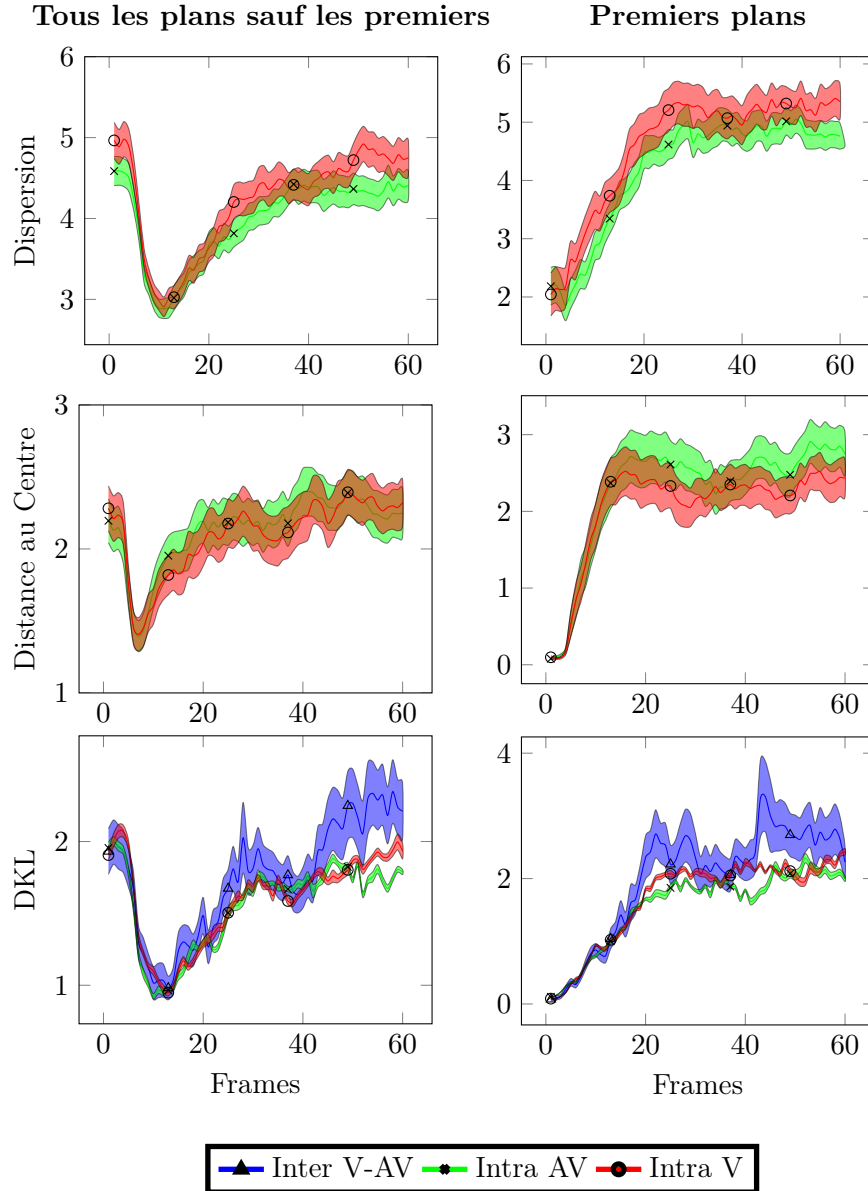 Tous les plans sauf les premiers
Premiers plans
Dispersion
6
5
4
3
0 20 40 60
6
5
4
3
2
0 20 40 60
Distance au Centre
3
2
1
0 20 40 60
3
2
1
0
0 20 40 60
DKL
2
1
0 20 40 60
Frames
4
2
0
0 20 40 60
Frames
Inter V-AV Intra AV Intra V